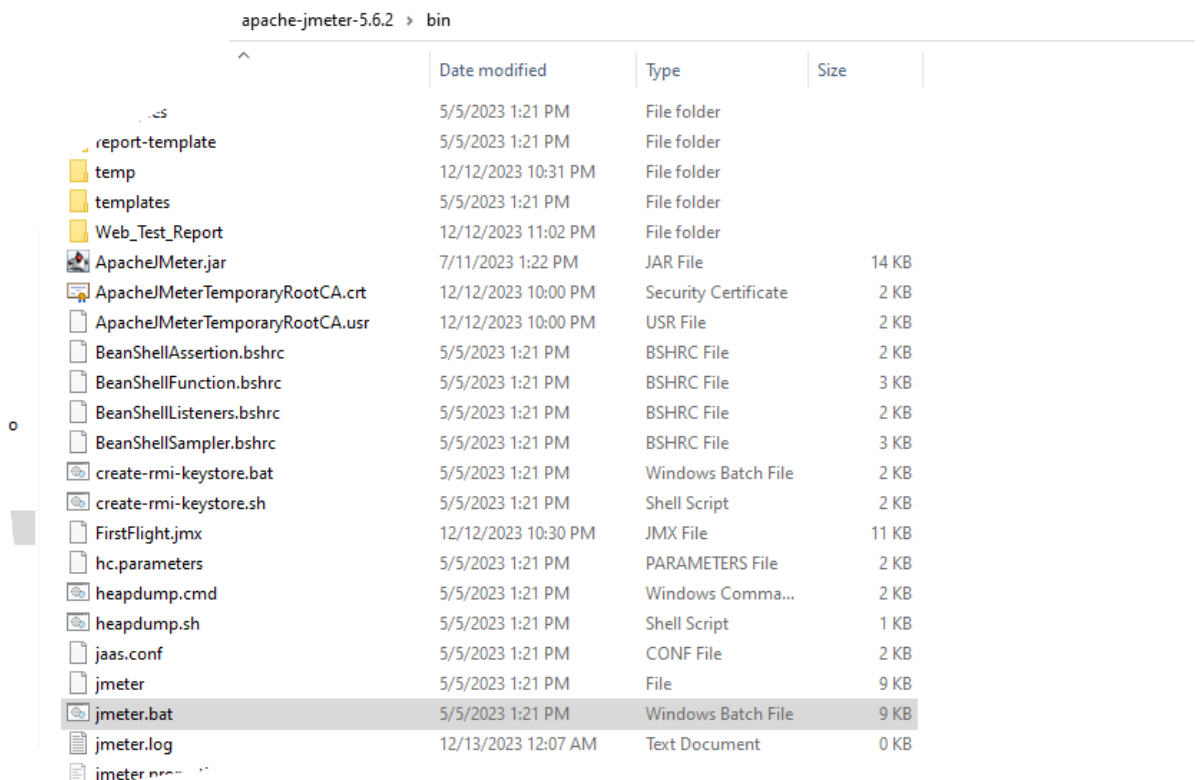 apache-jmeter-5.6.2 > bin
Date modified Type Size
5/5/2023 1:21 PM File folder
report-template 5/5/2023 1:21 PM File folder
temp 12/12/2023 10:31 PM File folder
templates 5/5/2023 1:21 PM File folder
Web_Test_Report 12/12/2023 11:02 PM File folder
ApacheJMeter.jar 7/11/2023 1:22 PM JAR File 14 KB
ApacheJMeterTemporaryRootCA.crt 12/12/2023 10:00 PM Security Certificate 2 KB
ApacheJMeterTemporaryRootCA.usr 12/12/2023 10:00 PM USR File 2 KB
BeanShellAssertion.bshrc 5/5/2023 1:21 PM BSHRC File 2 KB
BeanShellFunction.bshrc 5/5/2023 1:21 PM BSHRC File 3 KB
BeanShellListeners.bshrc 5/5/2023 1:21 PM BSHRC File 2 KB
o
BeanShellSampler.bshrc 5/5/2023 1:21 PM BSHRC File 3 KB
create-rmi-keystore.bat 5/5/2023 1:21 PM Windows Batch File 2 KB
create-rmi-keystore.sh 5/5/2023 1:21 PM Shell Script 2 KB
FirstFlight.jmx 12/12/2023 10:30 PM JMX File 11 KB
hc.parameters 5/5/2023 1:21 PM PARAMETERS File 2 KB
heapdump.cmd 5/5/2023 1:21 PM Windows Comma... 2 KB
heapdump.sh 5/5/2023 1:21 PM Shell Script 1 KB
jaas.conf 5/5/2023 1:21 PM CONF File 2 KB
jmeter 5/5/2023 1:21 PM File 9 KB
jmeter.bat 5/5/2023 1:21 PM Windows Batch File 9 KB
jmeter.log 12/13/2023 12:07 AM Text Document 0 KB